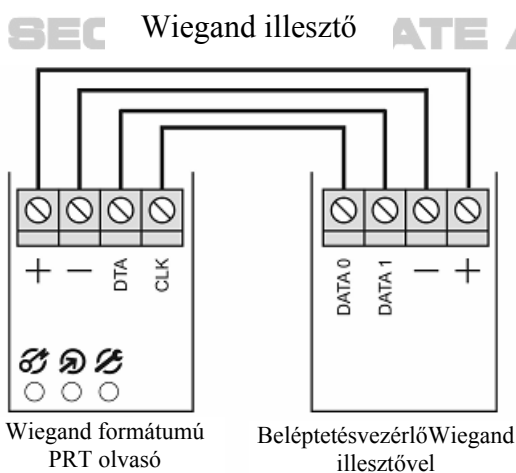 Wiegand illesztő
SEC ATE A
+ — DTA CLK
DATA 0 DATA 1 — +
Wiegand formátumú
PRT olvasó
BeléptetésvezérlőWiegand
illesztővel